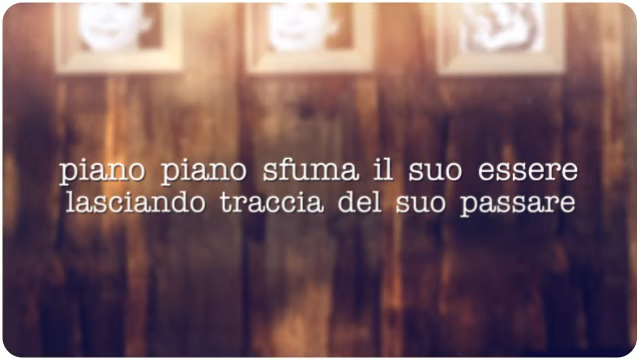 piano piano sfuma il suo essere
lasciando traccia del suo passare